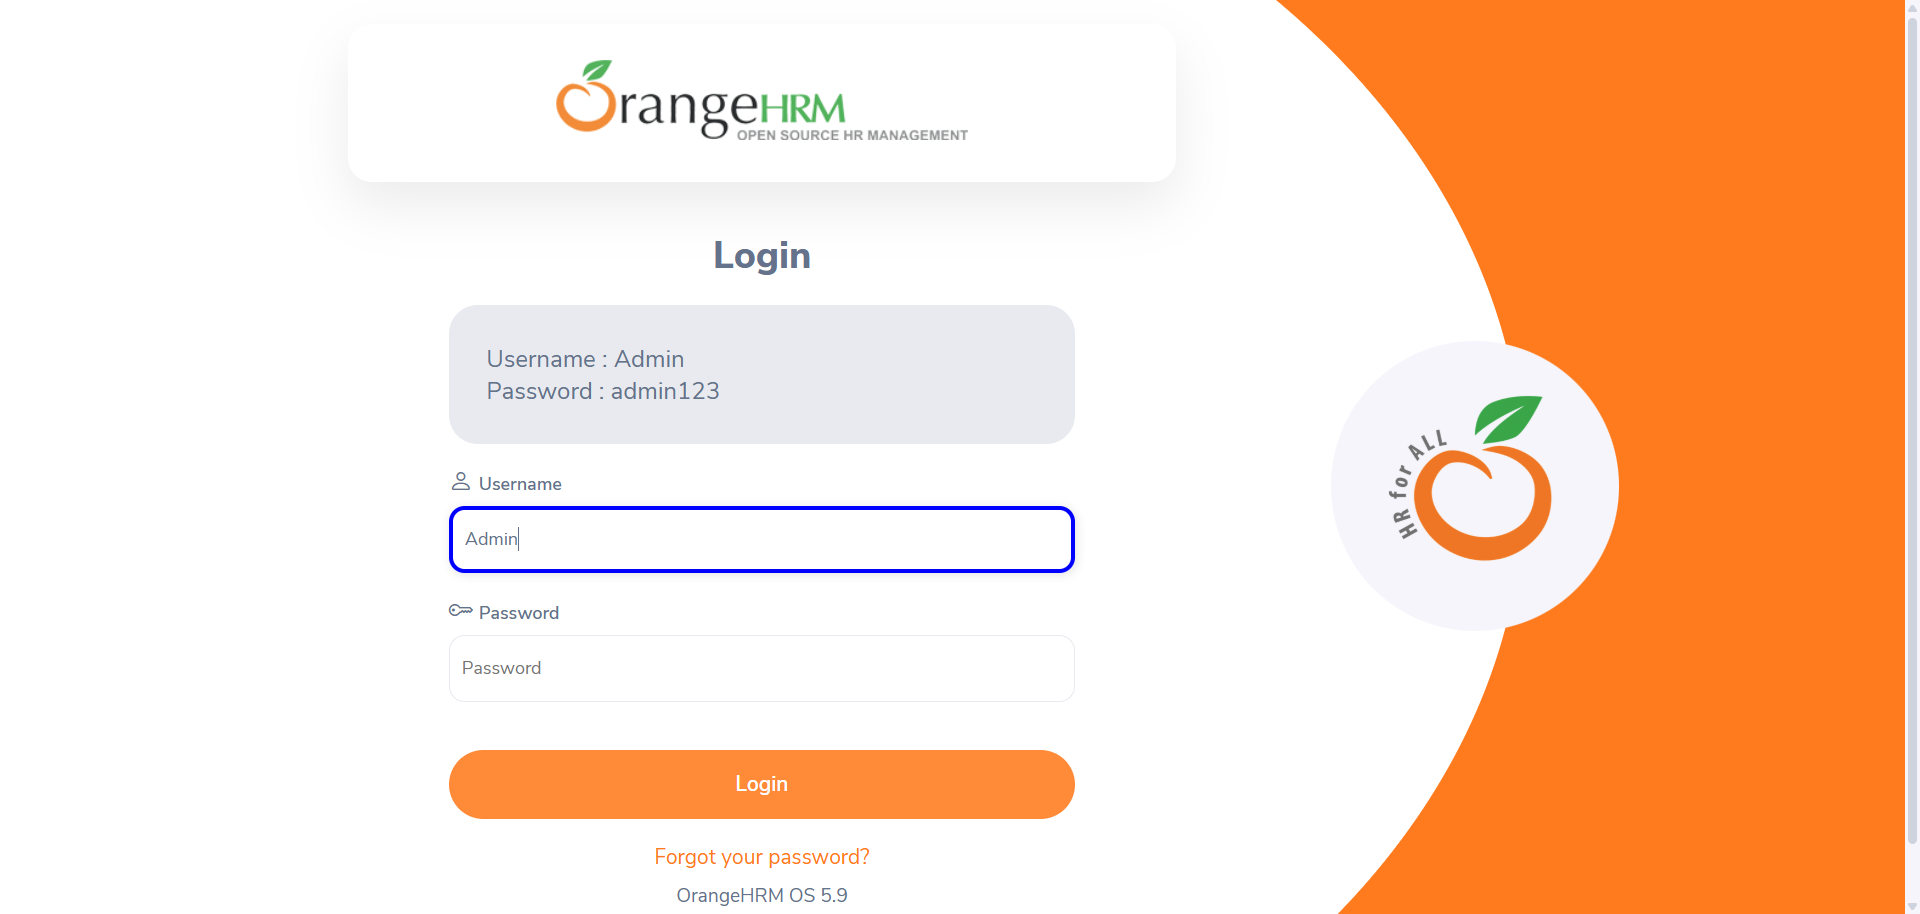 OrangeHRM
OPEN SOURCE HR MANAGEMENT
Login
Username : Admin
Password : admin123
Username
Admin
Password
Password
Login
Forgot your password?
OrangeHRM OS 5.9
HR for ALL